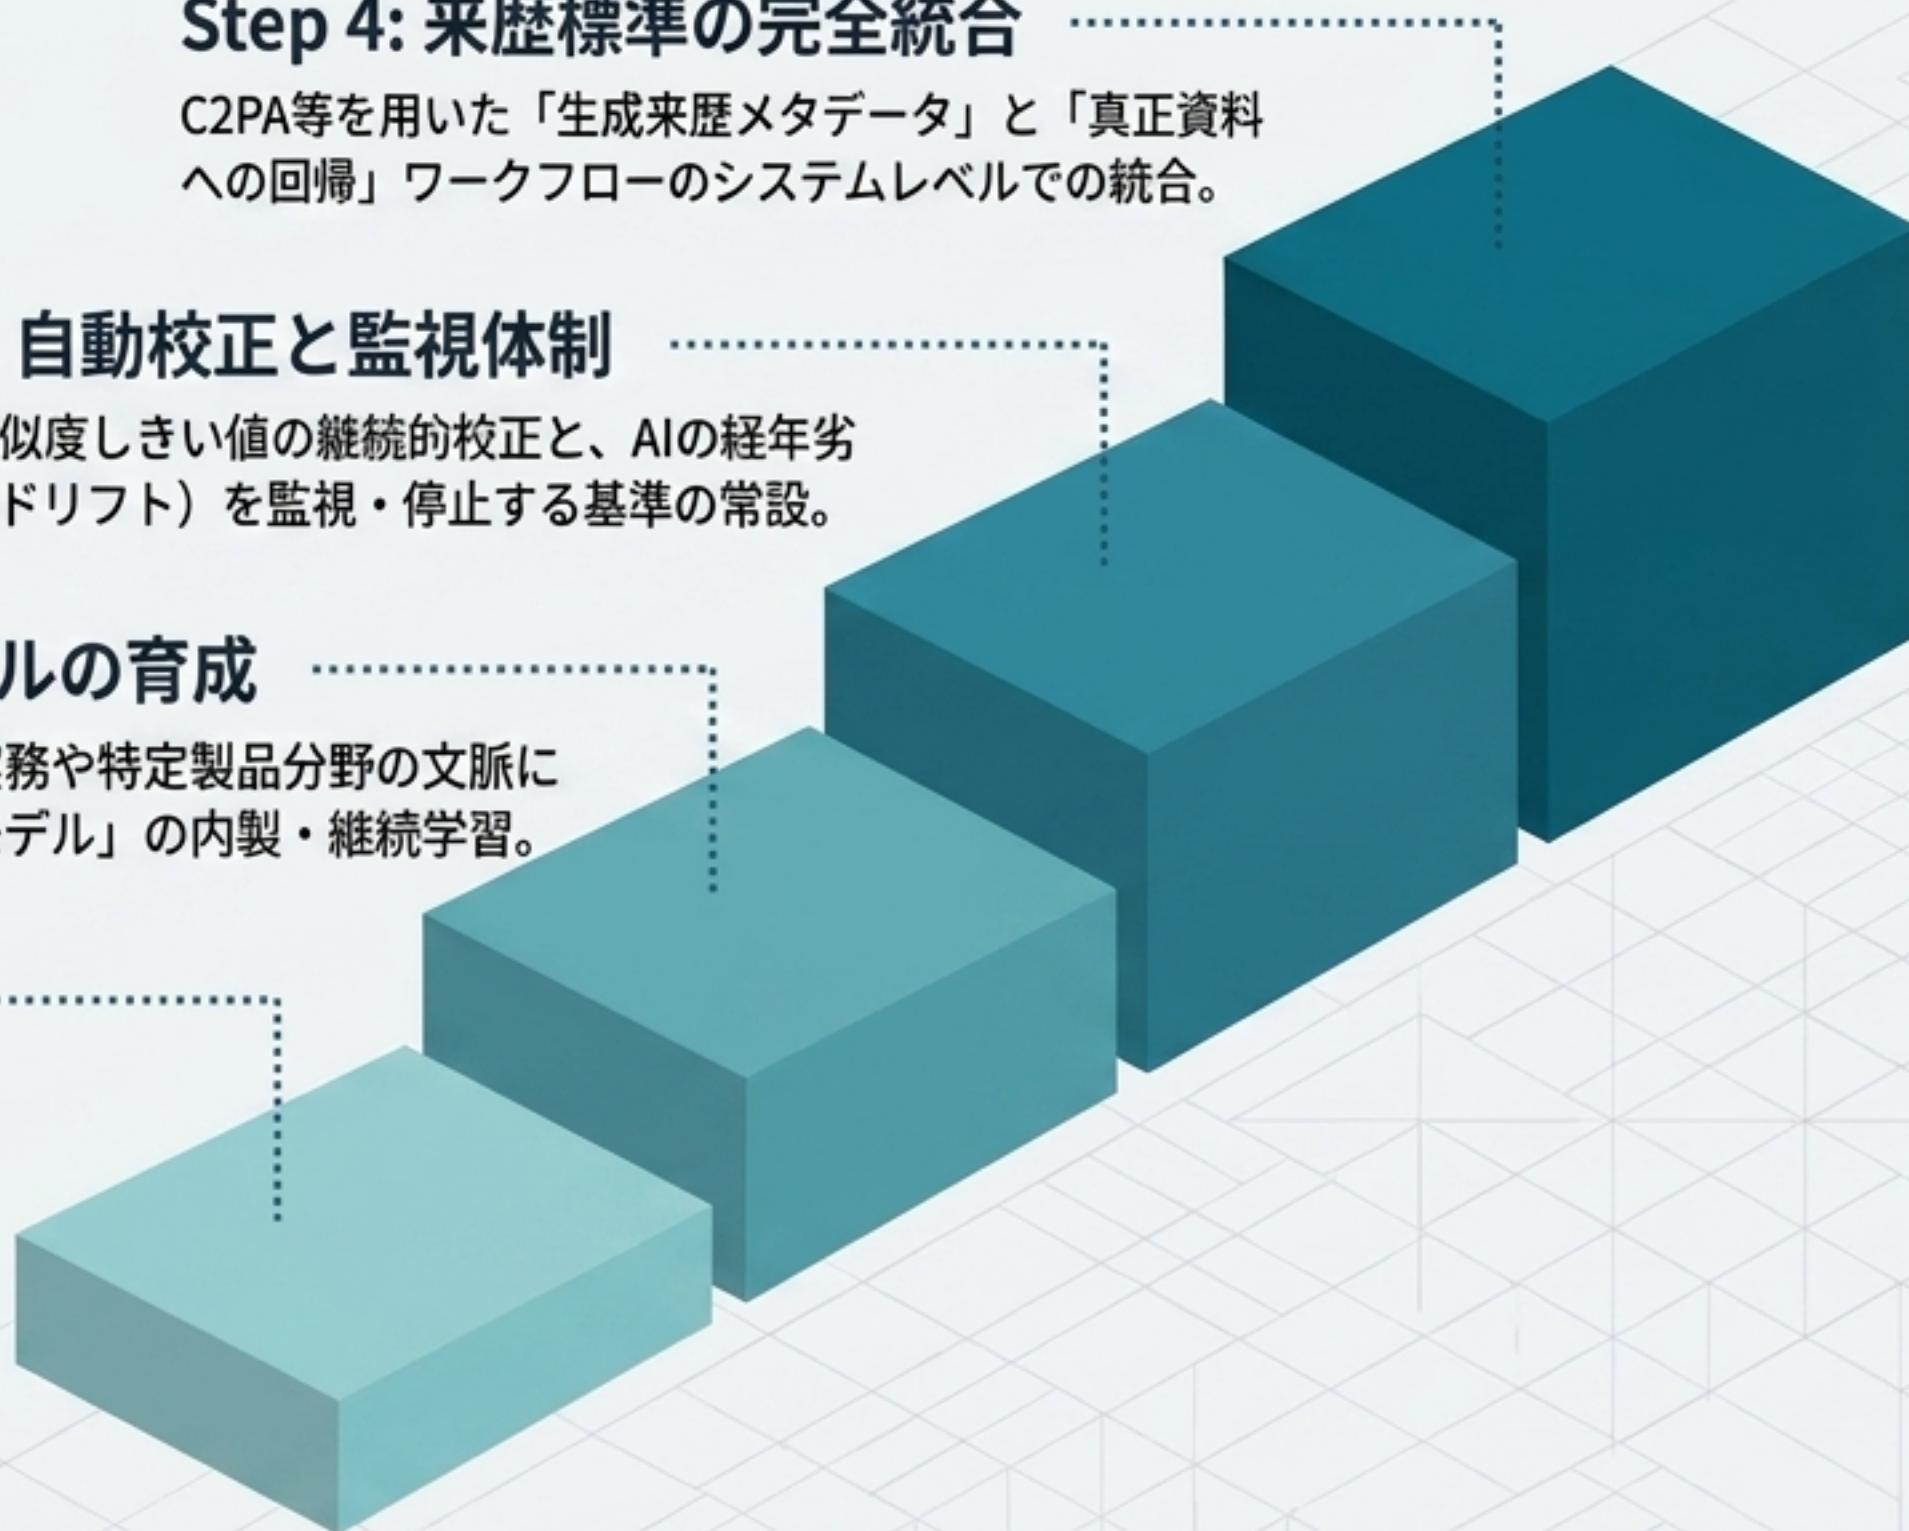 Step 4: 来歴標準の完全統合
C2PA等を用いた「生成来歴メタデータ」と「真正資料
への回帰」ワークフローのシステムレベルでの統合。
自動校正と監視体制
似度しきい値の継続的校正と、AIの経年劣
ドリフト）を監視・停止する基準の常設。
ルの育成
務や特定製品分野の文脈に
デル」の内製・継続学習。